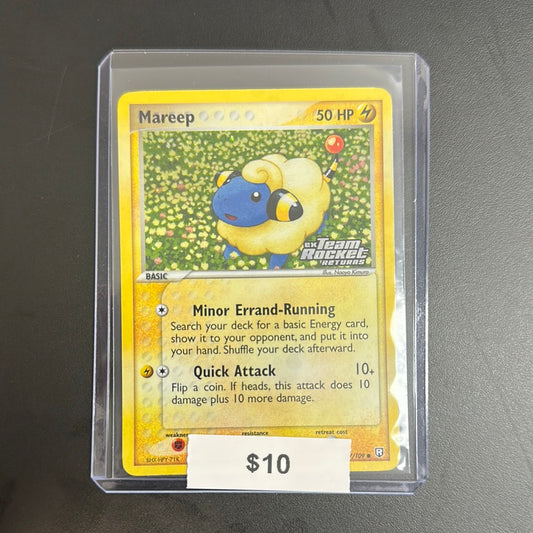 Mareep
50 HP
EX Team
Rocket
RETURNS
Illus. Naoyo Kimura
BASIC
Minor Errand-Running
Search your deck for a basic Energy card,
show it to your opponent, and put it into
your hand. Shuffle your deck afterward.
Quick Attack 10+
Flip a coin. If heads, this attack does 10
damage plus 10 more damage.
resistance retreat cost
/109
R
$10